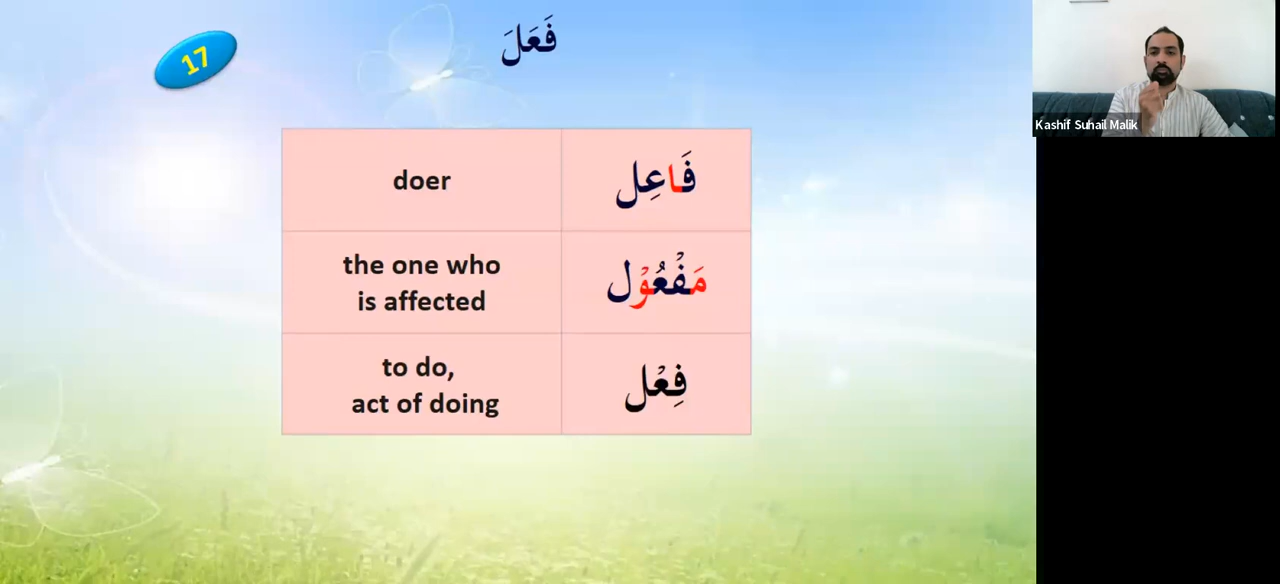 17
فَعَلَ
doer
فَاعِل
the one who
is affected
مَفْعُوْل
to do,
act of doing
فِعْل
Kashif Suhail Malik